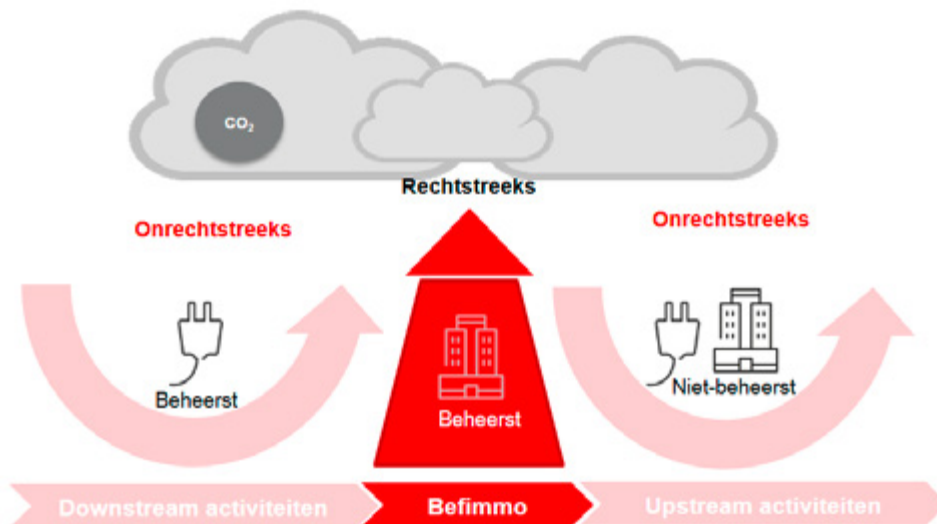 CO₂
Rechtstreeks
Onrechtstreeks
Onrechtstreeks
Beheerst
Beheerst
Niet-beheerst
Downstream activiteiten
Befimmo
Upstream activiteiten